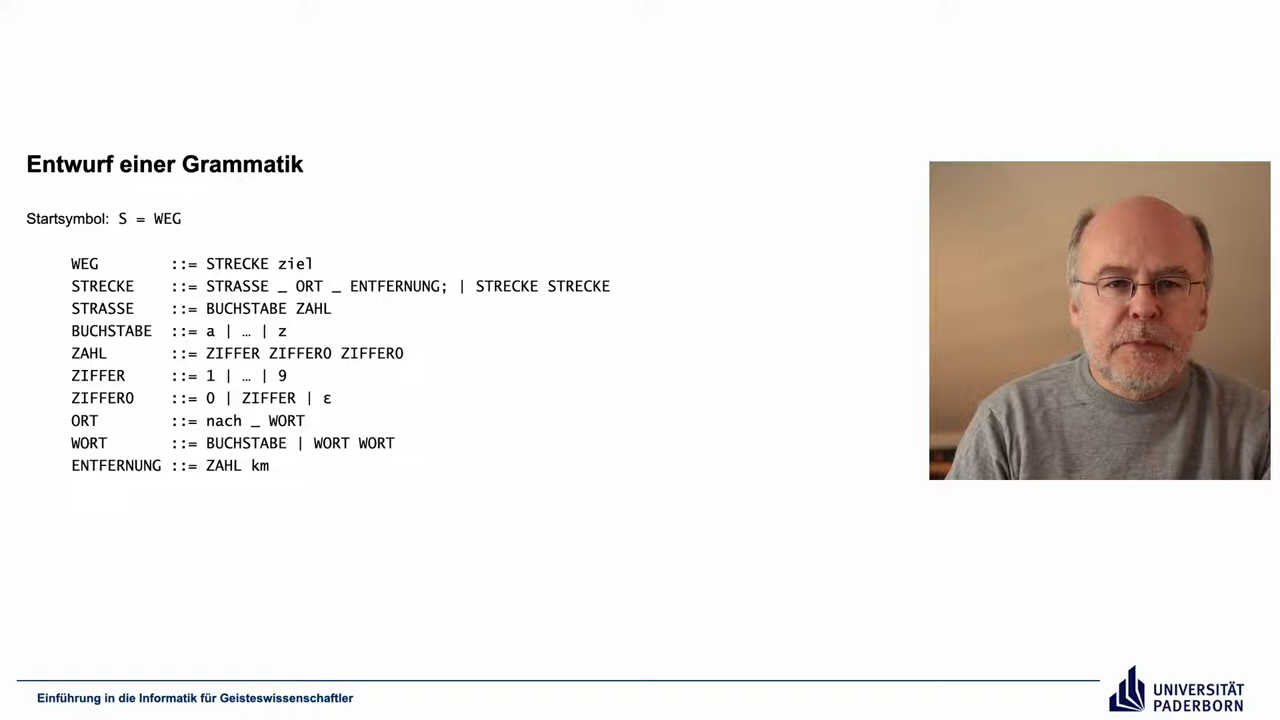 Entwurf einer Grammatik
Startsymbol: S = WEG
WEG ::= STRECKE ziel
STRECKE ::= STRASSE _ ORT _ ENTFERNUNG; | STRECKE STRECKE
STRASSE ::= BUCHSTABE ZAHL
BUCHSTABE ::= a | … | z
ZAHL ::= ZIFFER ZIFFER0 ZIFFER0
ZIFFER ::= 1 | … | 9
ZIFFER0 ::= 0 | ZIFFER | ε
ORT ::= nach _ WORT
WORT ::= BUCHSTABE | WORT WORT
ENTFERNUNG ::= ZAHL km
Einführung in die Informatik für Geisteswissenschaftler
UNIVERSITÄT
PADERBORN